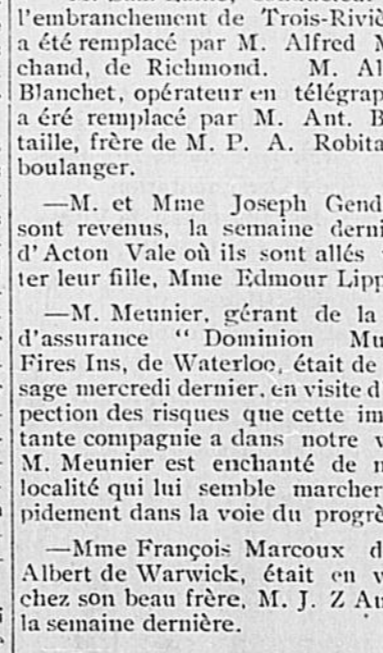 l'embranchement de Trois-Riviè
a été remplacé par M. Alfred M
chand, de Richmond. M. Al
Blanchet, opérateur en télégrap
a éré remplacé par M. Ant. B
taille, frère de M. P. A. Robita
boulanger.
—M. et Mme Joseph Gend
sont revenus, la semaine derni
d'Acton Vale où ils sont allés
ter leur fille, Mme Edmour Lipp
—M. Meunier, gérant de la
d'assurance “ Dominion Mu
Fires Ins, de Waterloo, était de
sage mercredi dernier, en visite d
pection des risques que cette im
tante compagnie a dans notre v
M. Meunier est enchanté de n
localité qui lui semble marcher
pidement dans la voie du progrè
—Mme François Marcoux d
Albert de Warwick, était en v
chez son beau frère, M. J. Z Au
la semaine dernière.